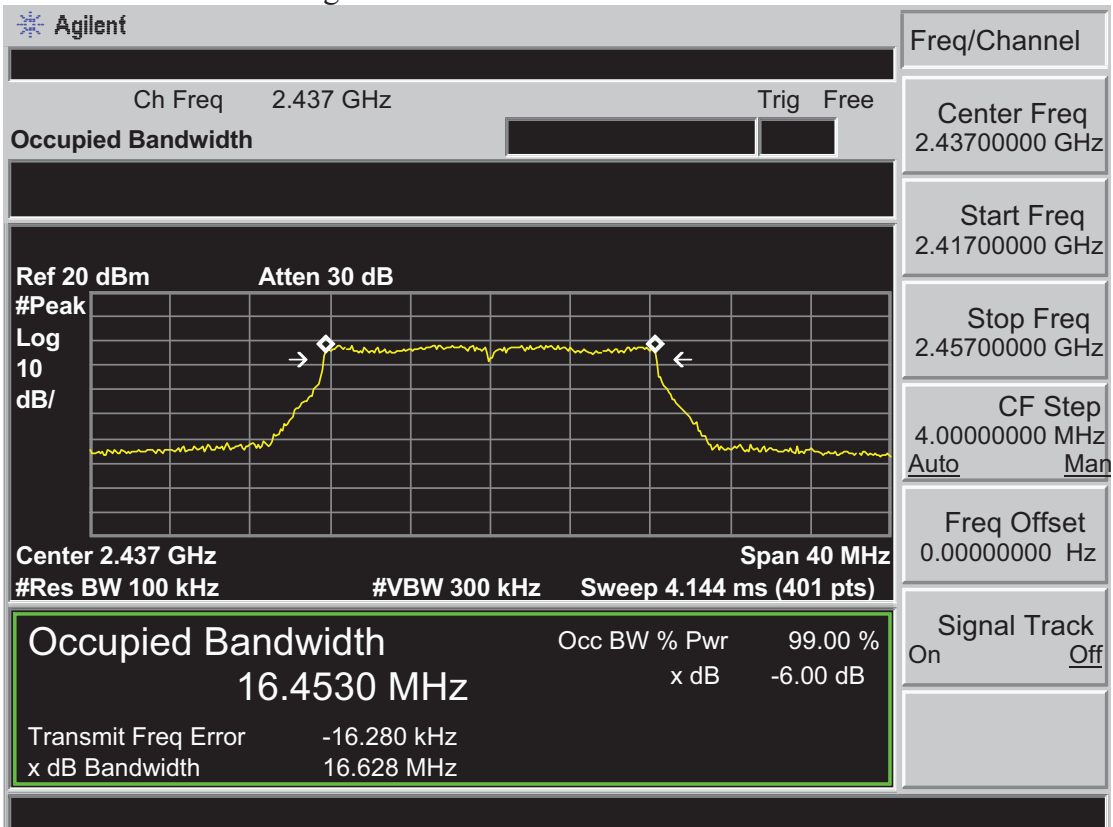 Agilent
Freq/Channel
Ch Freq 2.437 GHz Trig Free
Occupied Bandwidth
Center Freq
2.43700000 GHz
Start Freq
2.41700000 GHz
Stop Freq
2.45700000 GHz
CF Step
4.00000000 MHz
Auto Man
Freq Offset
0.00000000 Hz
Signal Track
On Off
Ref 20 dBm Atten 30 dB
#Peak
Log
10
dB/
Center 2.437 GHz Span 40 MHz
#Res BW 100 kHz #VBW 300 kHz Sweep 4.144 ms (401 pts)
Occupied Bandwidth Occ BW % Pwr 99.00 %
16.4530 MHz x dB -6.00 dB
Transmit Freq Error -16.280 kHz
x dB Bandwidth 16.628 MHz